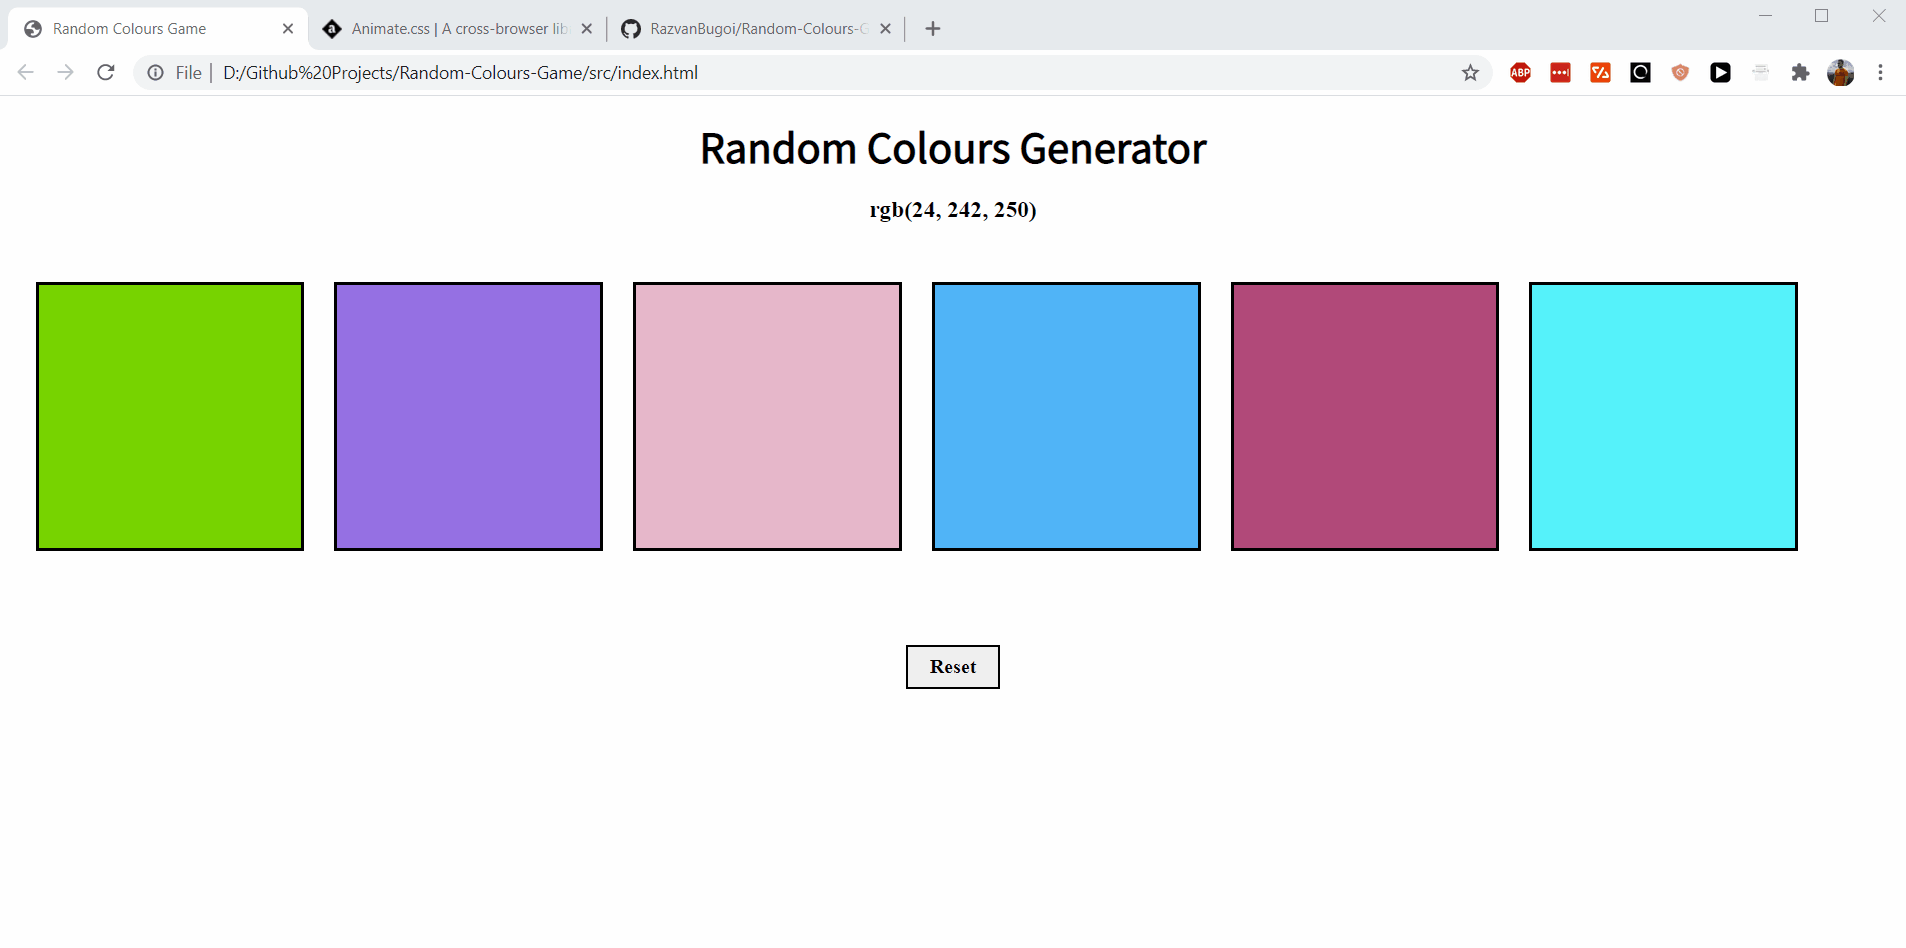 Random Colours Game
Animate.css | A cross-browser lib
RazvanBugoi/Random-Colours-G
File | D:/Github%20Projects/Random-Colours-Game/src/index.html
ABP
Random Colours Generator
rgb(24, 242, 250)
Reset